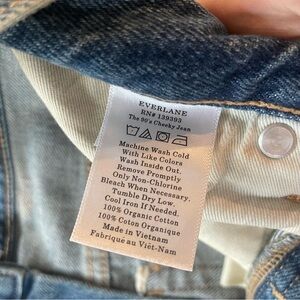 EVERLANE
RN# 139393
The 90's Cheeky Jean
Machine Wash Cold
With Like Colors
Wash Inside Out.
Remove Promptly
Only Non-Chlorine
Bleach When Necessary.
Tumble Dry Low.
Cool Iron If Needed.
100% Organic Cotton
100% Coton Organique
Made in Vietnam
Fabriqué au Viêt-Nam